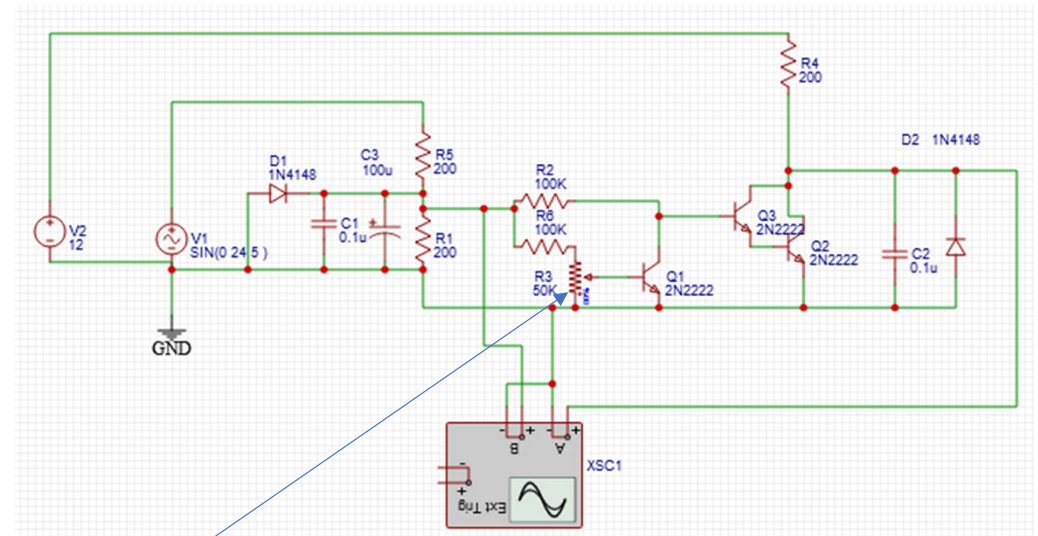 R4
200
D2 1N4148
D1
1N4148
C3
100u
R5
200
R2
100K
V2
12
V1
SIN(0 24 5 )
C1
0.1u
R1
200
R6
100K
Q3
2N2222
Q2
2N2222
C2
0.1u
R3
50K
Q1
2N2222
GND
- + - +
B A
XSC1
-
+
Ext Trig